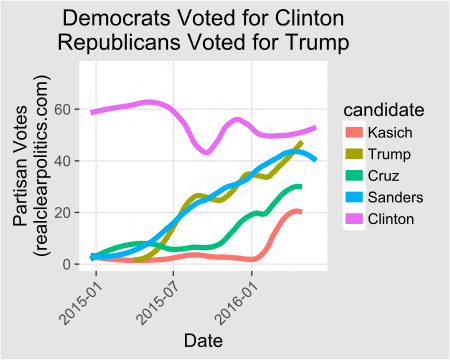 Democrats Voted for Clinton
Republicans Voted for Trump
Partisan Votes
(realclearpolitics.com)
60
40
20
0
2015-01
2015-07
2016-01
Date
candidate
Kasich
Trump
Cruz
Sanders
Clinton